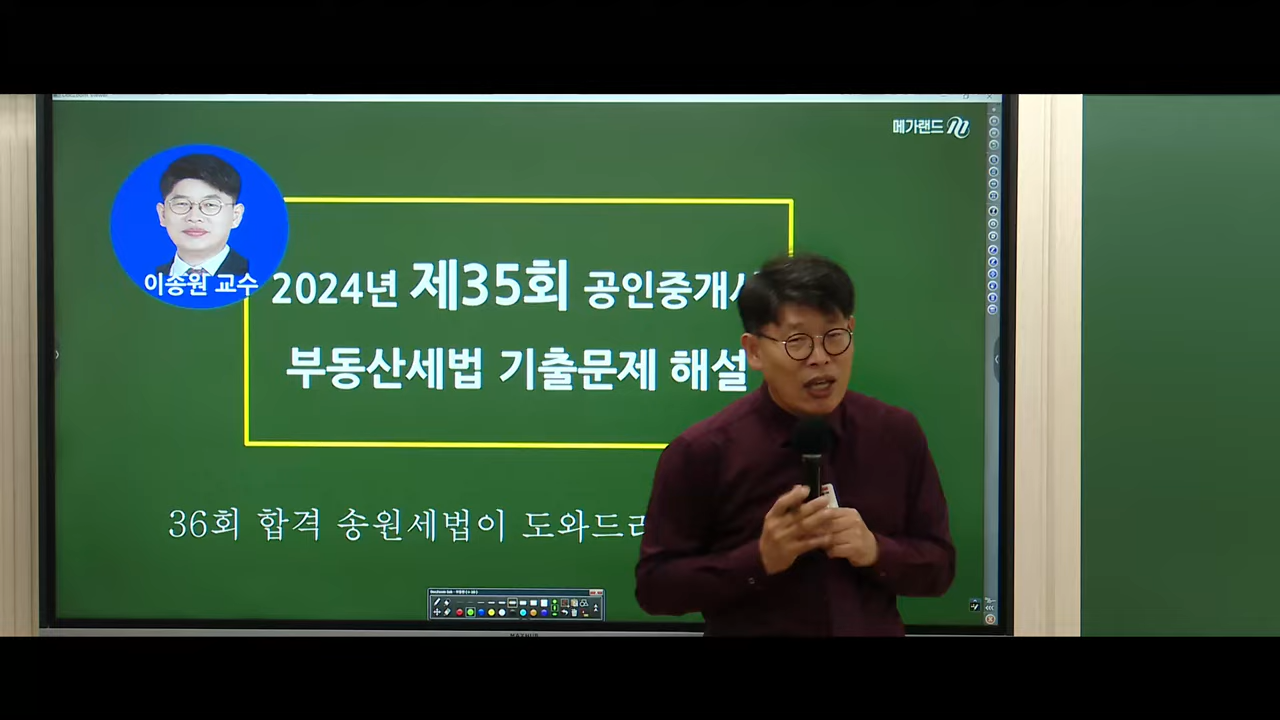 메가랜드
이송원 교수
2024년 제35회 공인중개사
부동산세법 기출문제 해설
36회 합격 송원세법이 도와드리
MAXHUB